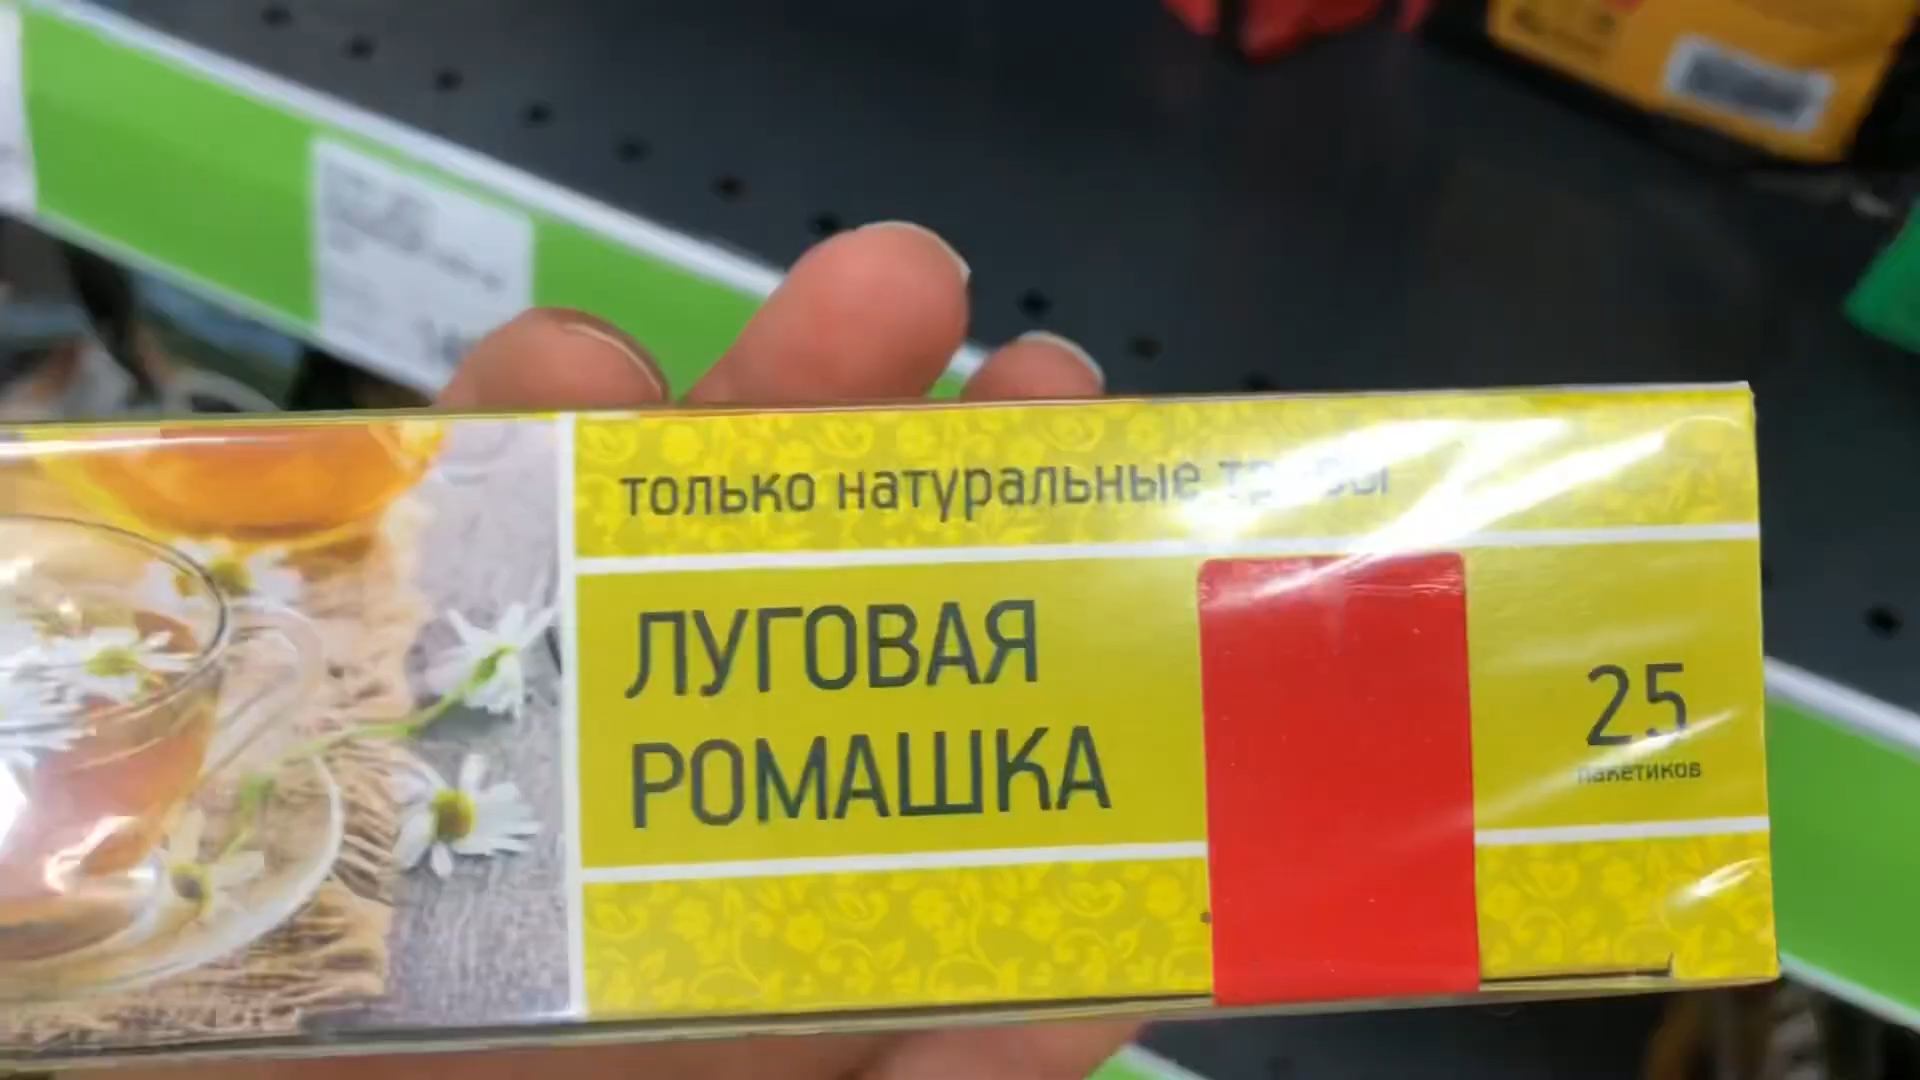 только натуральные травы
ЛУГОВАЯ
РОМАШКА
25
пакетиков